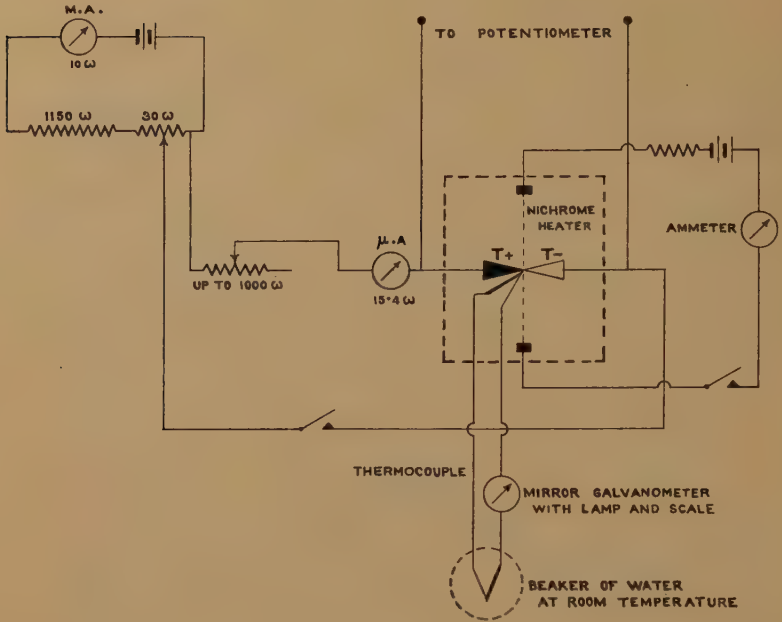 M.A.
10 ω
TO POTENTIOMETER
1150 ω
30 ω
NICHROME
HEATER
AMMETER
μ.A
T+
T-
UP TO 1000 ω
15·4 ω
THERMOCOUPLE
MIRROR GALVANOMETER
WITH LAMP AND SCALE
BEAKER OF WATER
AT ROOM TEMPERATURE